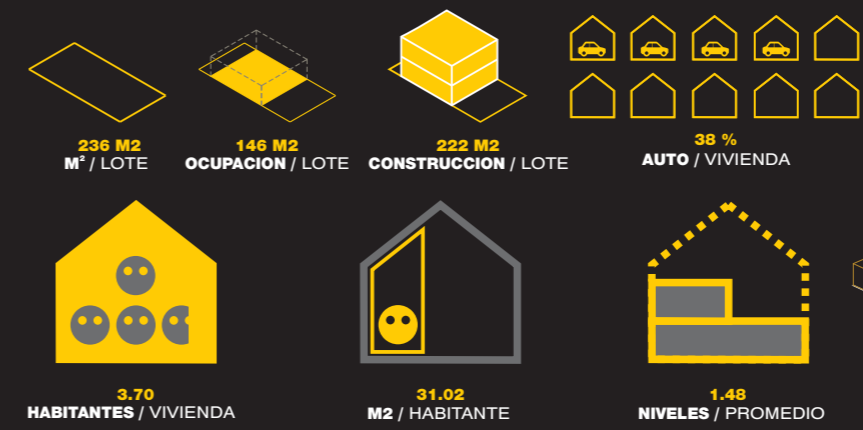 236 M2
M² / LOTE
146 M2
OCUPACION / LOTE
222 M2
CONSTRUCCION / LOTE
38 %
AUTO / VIVIENDA
3.70
HABITANTES / VIVIENDA
31.02
M2 / HABITANTE
1.48
NIVELES / PROMEDIO